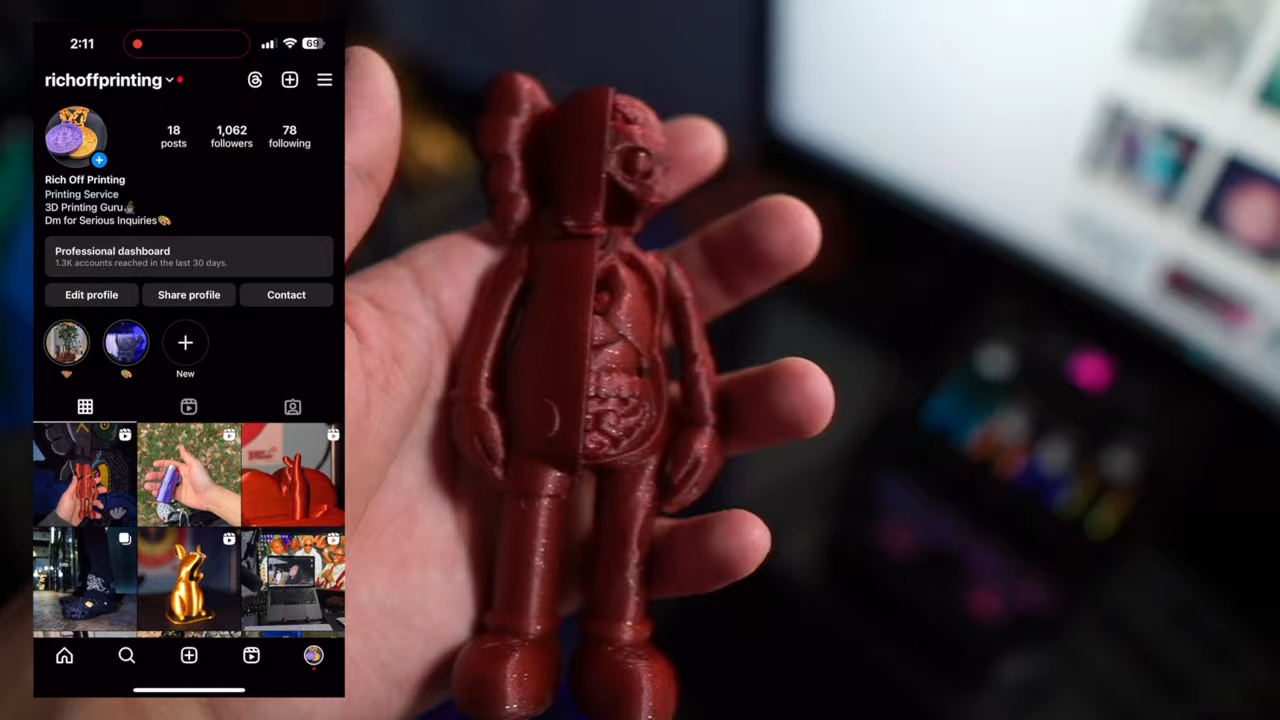 2:11
69
richoffprinting
18
posts
1,062
followers
78
following
Rich Off Printing
Printing Service
3D Printing Guru
Dm for Serious Inquiries
Professional dashboard
1.3K accounts reached in the last 30 days.
Edit profile
Share profile
Contact
New